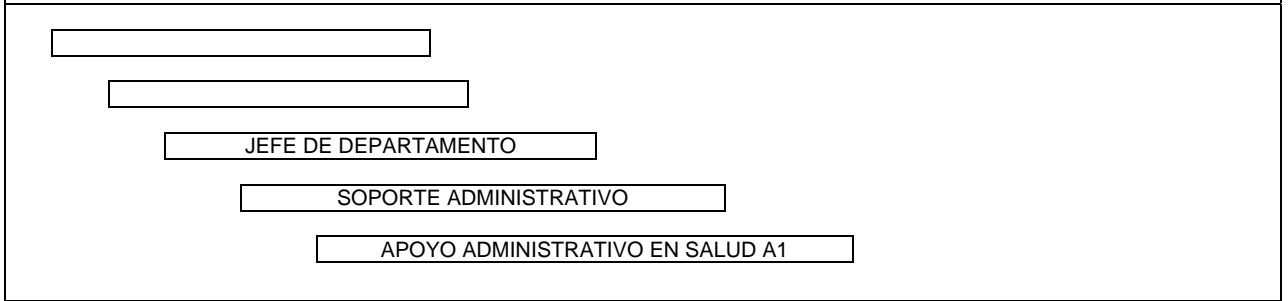 JEFE DE DEPARTAMENTO
SOPORTE ADMINISTRATIVO
APOYO ADMINISTRATIVO EN SALUD A1